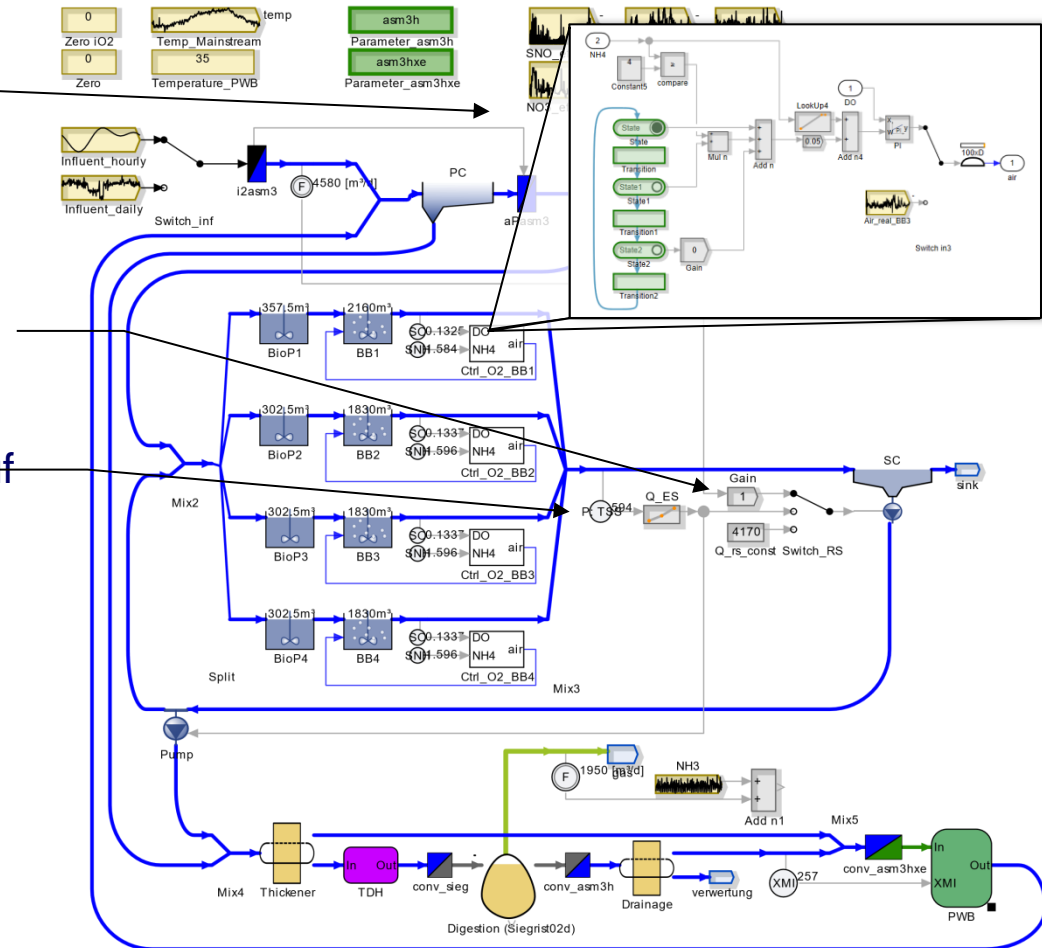 0
Zero iO2
0
Zero
temp
Temp_Mainstream
35
Temperature_PWB
asm3h
Parameter_asm3h
asm3hxe
Parameter_asm3hxe
2
NH4
4
Constant5
compare
State
State
Transition
State1
State1
Transition1
State2
State2
Transition2
0
Gain
Mul n
Add n
LookUp4
0.05
1
DO
Add n4
PI
100xD
1
air
Air_real_BB3
Switch in3
Influent_hourly
Influent_daily
Switch_inf
i2asm3
F
4580 [m³/d]
PC
357.5m³
BioP1
2160m³
BB1
DO
NH4
air
Ctrl_O2_BB1
302.5m³
BioP2
1830m³
BB2
DO
NH4
air
Ctrl_O2_BB2
302.5m³
BioP3
1830m³
BB3
DO
NH4
air
Ctrl_O2_BB3
302.5m³
BioP4
1830m³
BB4
DO
NH4
air
Ctrl_O2_BB4
Mix2
Split
Mix3
Q_ES
Gain
1
4170
Q_rs_const
Switch_RS
SC
sink
Pump
F
1950 [m³/d]
gas
NH3
Add n1
Mix4
Thickener
In
Out
TDH
conv_sieg
Digestion (Siegrist02d)
conv_asm3h
Drainage
verwertung
Mix5
XMI
257
conv_asm3hxe
In
Out
XMI
PWB